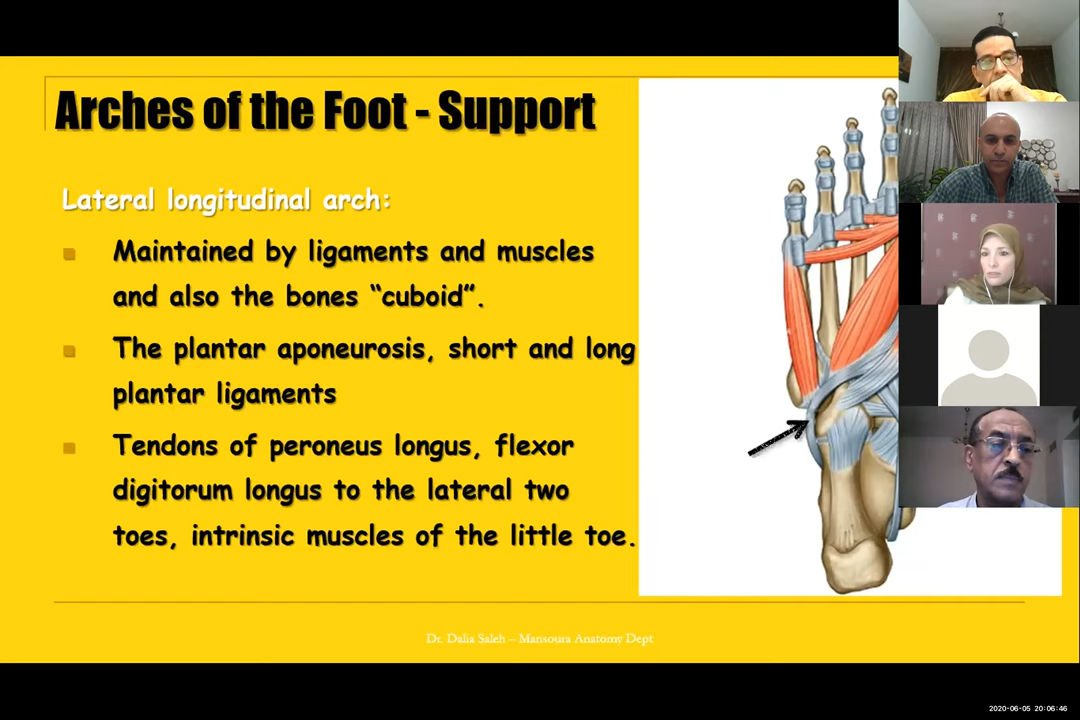 Arches of the Foot - Support
Lateral longitudinal arch:
Maintained by ligaments and muscles
and also the bones “cuboid”.
The plantar aponeurosis, short and long
plantar ligaments
Tendons of peroneus longus, flexor
digitorum longus to the lateral two
toes, intrinsic muscles of the little toe.
Dr. Dalia Saleh – Mansoura Anatomy Dept
2020-06-05 20:06:46